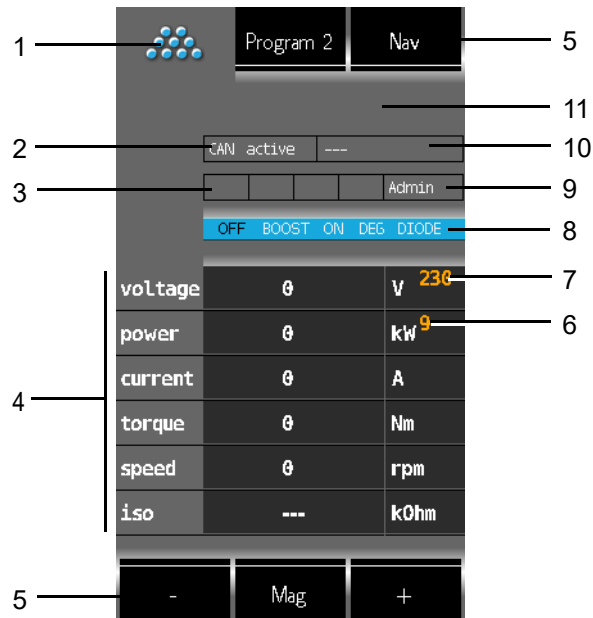 1 Program 2 Nav 5
11
2 CAN active --- 10
3 Admin 9
OFF BOOST ON DEG DIODE 8
voltage 0 V 230 7
power 0 kW 9 6
current 0 A
4
torque 0 Nm
speed 0 rpm
iso --- kOhm
5 - Mag +